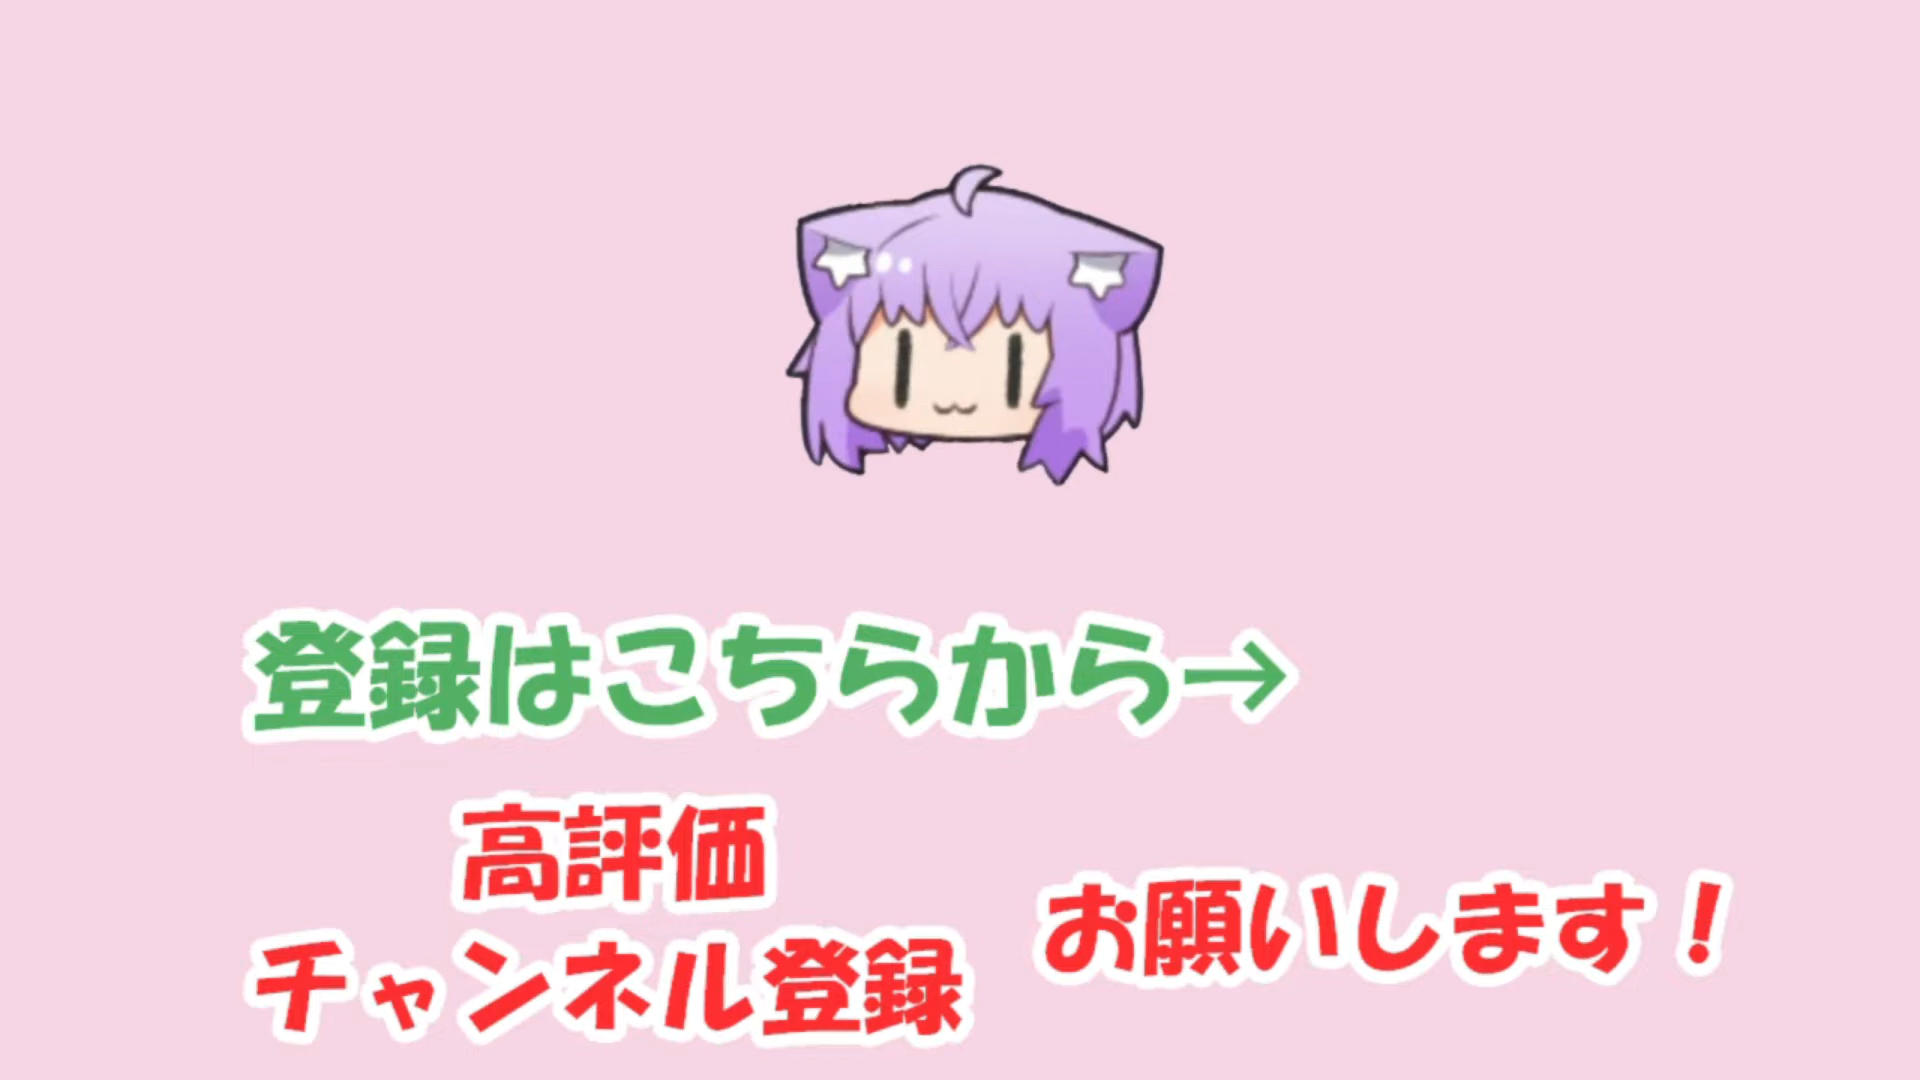 登録はこちらから→
高評価
チャンネル登録
お願いします！